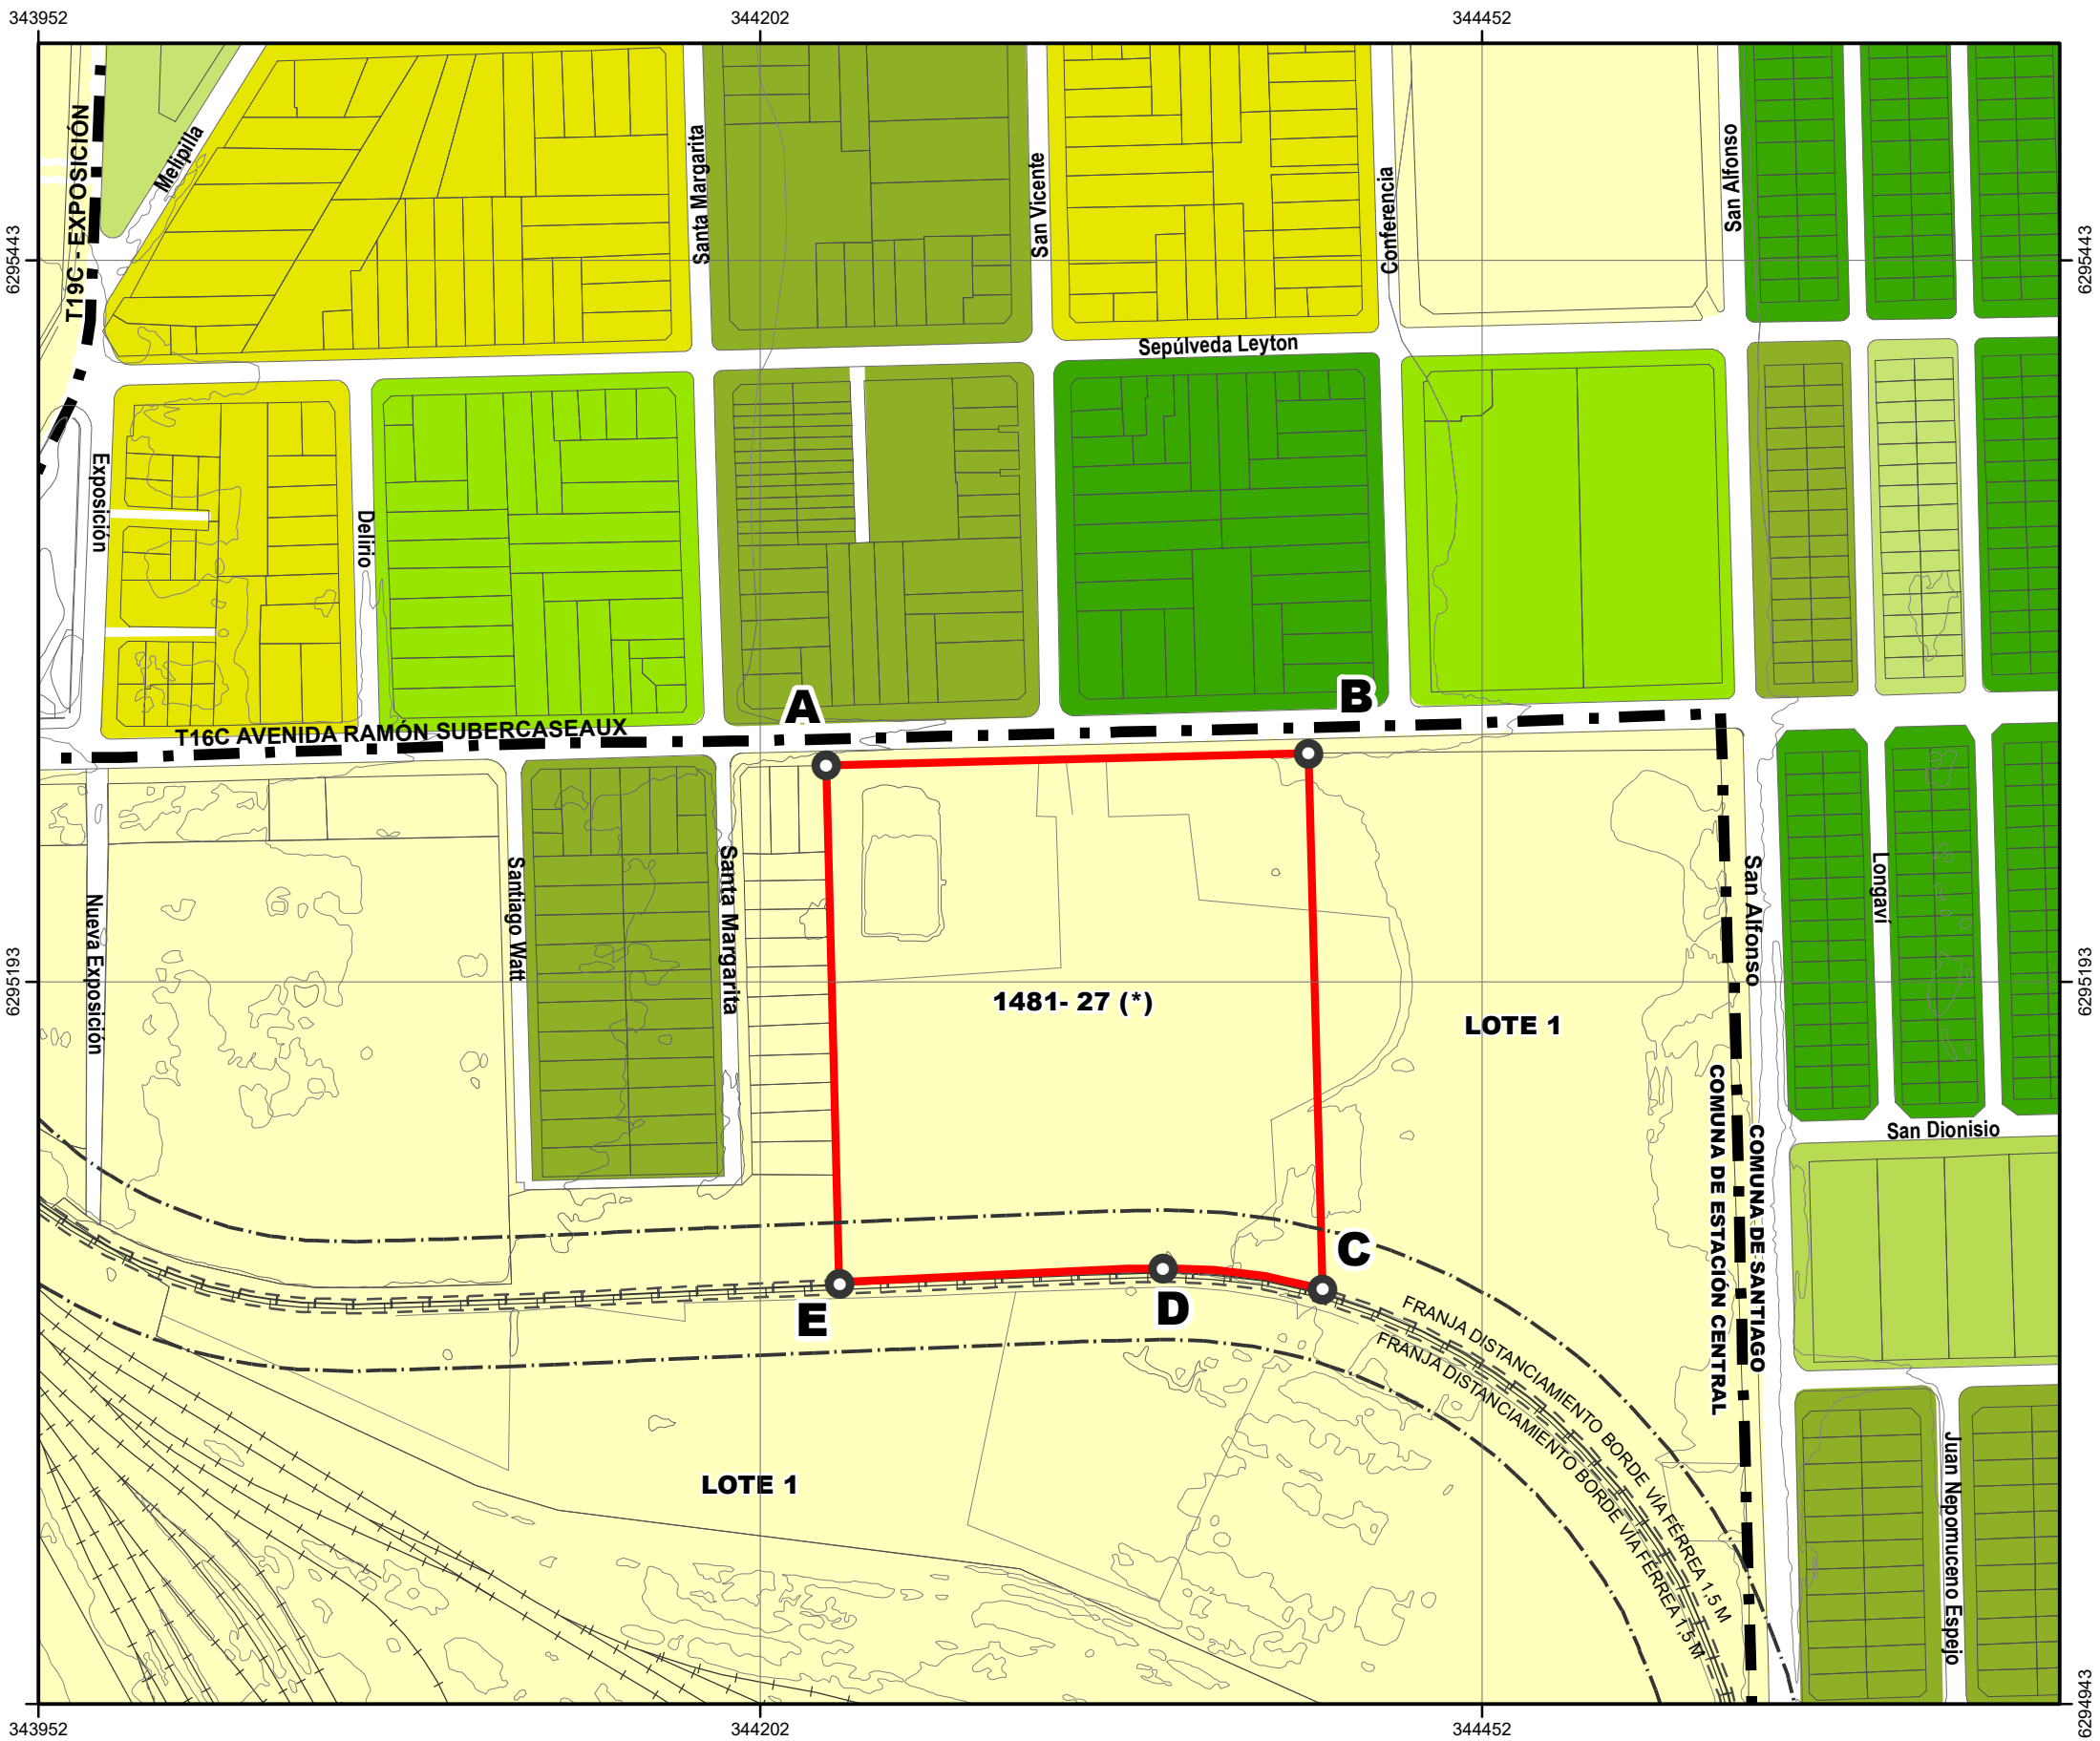 343952
344202
344452
T19C - EXPOSICIÓN
Melipilla
Santa Margarita
San Vicente
Conferencia
San Alfonso
6295443
6295443
Sepúlveda Leyton
Exposición
Delirio
A
B
T16C AVENIDA RAMÓN SUBERCASEAUX
Nueva Exposición
Santiago Watt
Santa Margarita
San Alfonso
Longaví
6295193
6295193
1481- 27 (*)
LOTE 1
COMUNA DE ESTACIÓN CENTRAL
COMUNA DE SANTIAGO
San Dionisio
C
E
D
FRANJA DISTANCIAMIENTO BORDE VÍA FÉRREA 1,5 M
FRANJA DISTANCIAMIENTO BORDE VÍA FÉRREA 1,5 M
LOTE 1
Juan Nepomuceno Espejo
6294943
343952
344202
344452